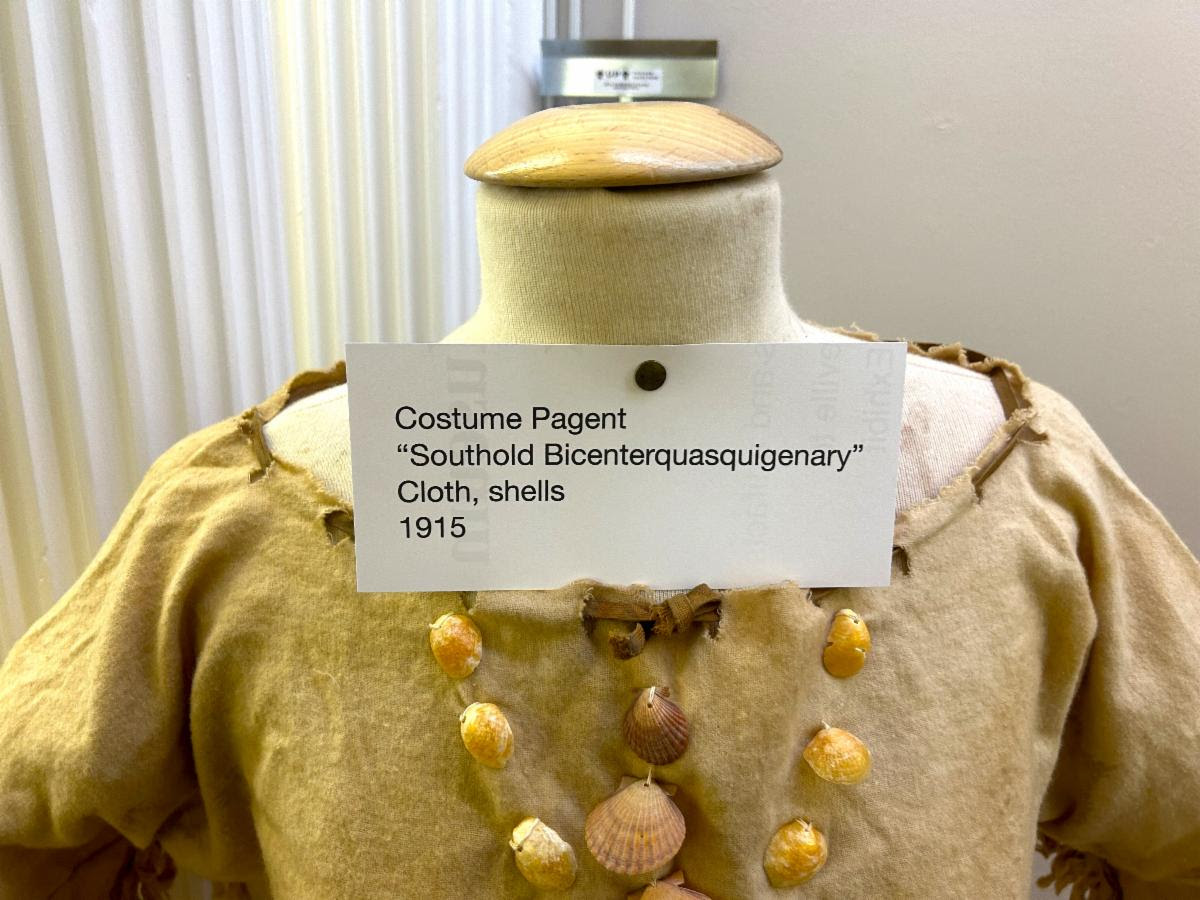 Costume Pagent
“Southold Bicenterquasquigenary”
Cloth, shells
1915